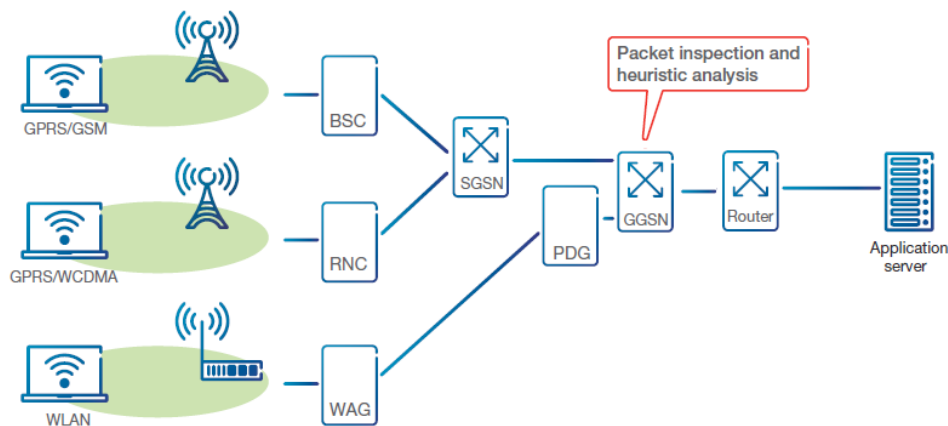 Packet inspection and
heuristic analysis
GPRS/GSM
BSC
SGSN
GGSN
Router
Application
server
GPRS/WCDMA
RNC
PDG
WLAN
WAG